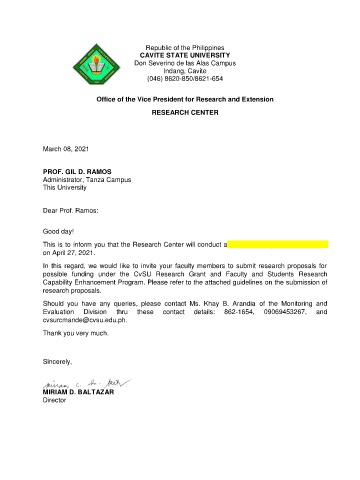 Republic of the Philippines
CAVITE STATE UNIVERSITY
Don Severino de las Alas Campus
Indang, Cavite
(046) 8620-850/8621-654
Office of the Vice President for Research and Extension
RESEARCH CENTER
March 08, 2021
PROF. GIL D. RAMOS
Administrator, Tanza Campus
This University
Dear Prof. Ramos:
Good day!
This is to inform you that the Research Center will conduct a
on April 27, 2021.
In this regard, we would like to invite your faculty members to submit research proposals for
possible funding under the CvSU Research Grant and Faculty and Students Research
Capability Enhancement Program. Please refer to the attached guidelines on the submission of
research proposals.
Should you have any queries, please contact Ms. Khay B. Arandia of the Monitoring and
Evaluation Division thru these contact details: 862-1654, 09069453267, and
cvsurcmande@cvsu.edu.ph.
Thank you very much.
Sincerely,
MIRIAM D. BALTAZAR
Director